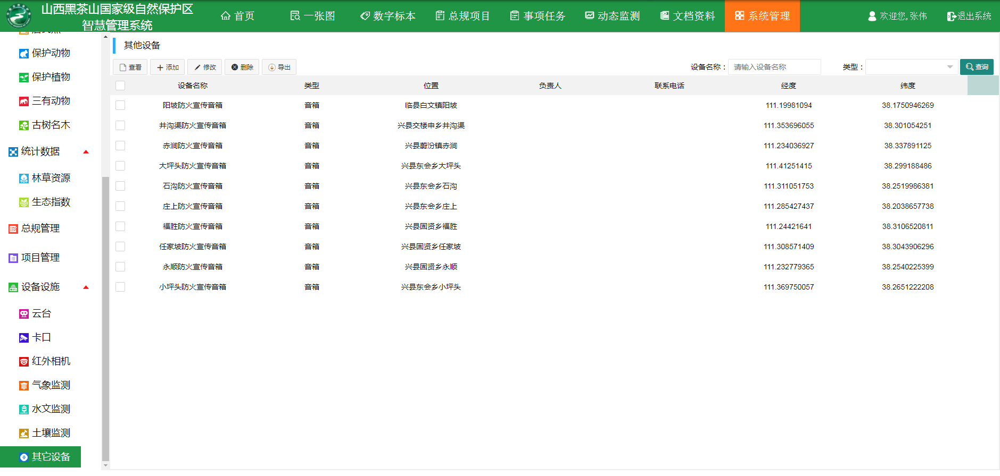 山西黑茶山国家级自然保护区
智慧管理系统
首页
一张图
数字标本
总规项目
事项任务
动态监测
文档资料
系统管理
欢迎您, 张伟
退出系统
居民点
保护动物
保护植物
三有动物
古树名木
统计数据
林草资源
生态指数
总规管理
项目管理
设备设施
云台
卡口
红外相机
气象监测
水文监测
土壤监测
其它设备
其他设备
查看 添加 修改 删除 导出
设备名称： 请输入设备名称 类型： 查询
设备名称 类型 位置 负责人 联系电话 经度 纬度
阳坡防火宣传音箱 音箱 临县白文镇阳坡 111.19981094 38.1750946269
井沟渠防火宣传音箱 音箱 兴县交楼申乡井沟渠 111.353696055 38.301054251
赤涧防火宣传音箱 音箱 兴县蔚汾镇赤涧 111.234036927 38.337891125
大坪头防火宣传音箱 音箱 兴县东会乡大坪头 111.41251415 38.299188486
石沟防火宣传音箱 音箱 兴县东会乡石沟 111.311051753 38.2519986381
庄上防火宣传音箱 音箱 兴县东会乡庄上 111.285427437 38.2038657738
福胜防火宣传音箱 音箱 兴县固贤乡福胜 111.24421641 38.3106520811
任家坡防火宣传音箱 音箱 兴县固贤乡任家坡 111.308571409 38.3043906296
永顺防火宣传音箱 音箱 兴县固贤乡永顺 111.232779365 38.2540225399
小坪头防火宣传音箱 音箱 兴县东会乡小坪头 111.369750057 38.2651222208